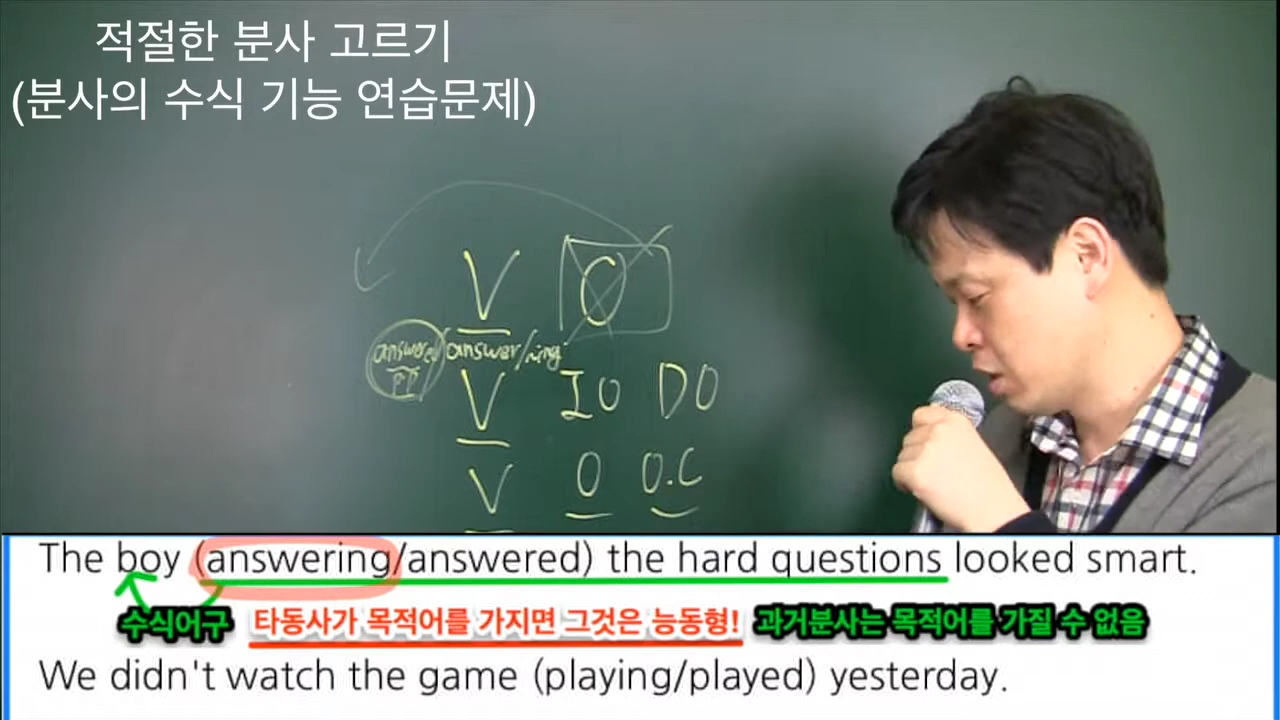 적절한 분사 고르기
(분사의 수식 기능 연습문제)
V O
answered/answer/ning
PP
V IO DO
V O O.C
The boy (answering/answered) the hard questions looked smart.
수식어구 타동사가 목적어를 가지면 그것은 능동형! 과거분사는 목적어를 가질 수 없음
We didn't watch the game (playing/played) yesterday.